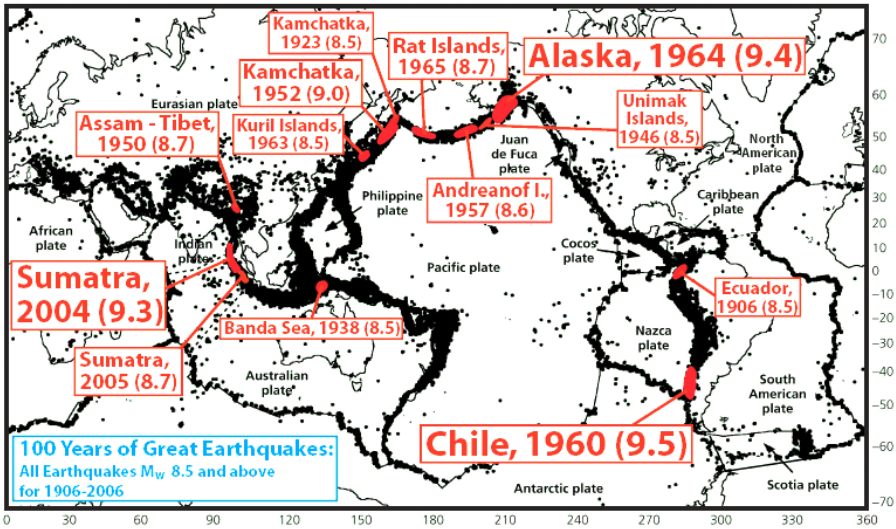 Kamchatka,
1923 (8.5)
Rat Islands,
1965 (8.7)
Alaska, 1964 (9.4)
Kamchatka,
1952 (9.0)
Eurasian plate
Assam - Tibet,
1950 (8.7)
Kuril Islands,
1963 (8.5)
Unimak
Islands,
1946 (8.5)
Juan
de Fuca
plate
North
American
plate
Andreanof I.,
1957 (8.6)
Philippine
plate
Caribbean
plate
African
plate
Indian
plate
Cocos
plate
Pacific plate
Sumatra,
2004 (9.3)
Ecuador,
1906 (8.5)
Banda Sea, 1938 (8.5)
Sumatra,
2005 (8.7)
Nazca
plate
Australian
plate
South
American
plate
Chile, 1960 (9.5)
100 Years of Great Earthquakes:
All Earthquakes MW 8.5 and above
for 1906-2006
Antarctic plate
Scotia plate
70
60
50
40
30
20
10
0
−10
−20
−30
−40
−50
−60
−70
0 30 60 90 120 150 180 210 240 270 300 330 360